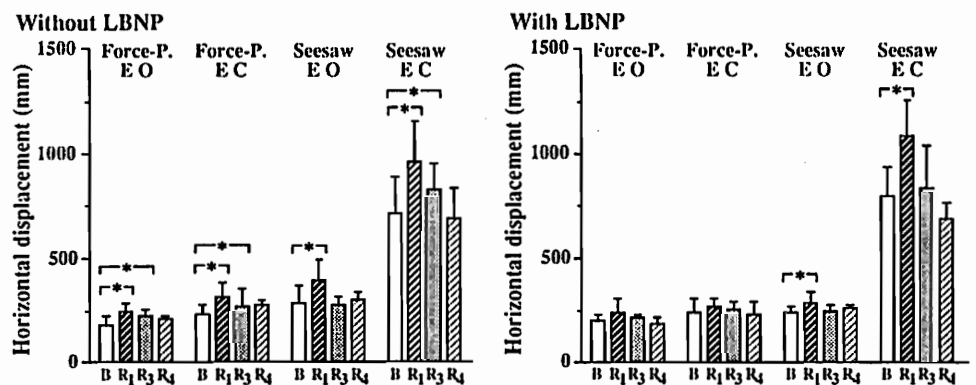 Without LBNP
Horizontal displacement (mm)
1500
1000
500
0
Force-P.
E O
Force-P.
E C
Seesaw
E O
Seesaw
E C
*
*
*
*
*
*
*
B R1 R3 R4
B R1 R3 R4
B R1 R3 R4
B R1 R3 R4
With LBNP
Horizontal displacement (mm)
1500
1000
500
0
Force-P.
E O
Force-P.
E C
Seesaw
E O
Seesaw
E C
*
*
B R1 R3 R4
B R1 R3 R4
B R1 R3 R4
B R1 R3 R4